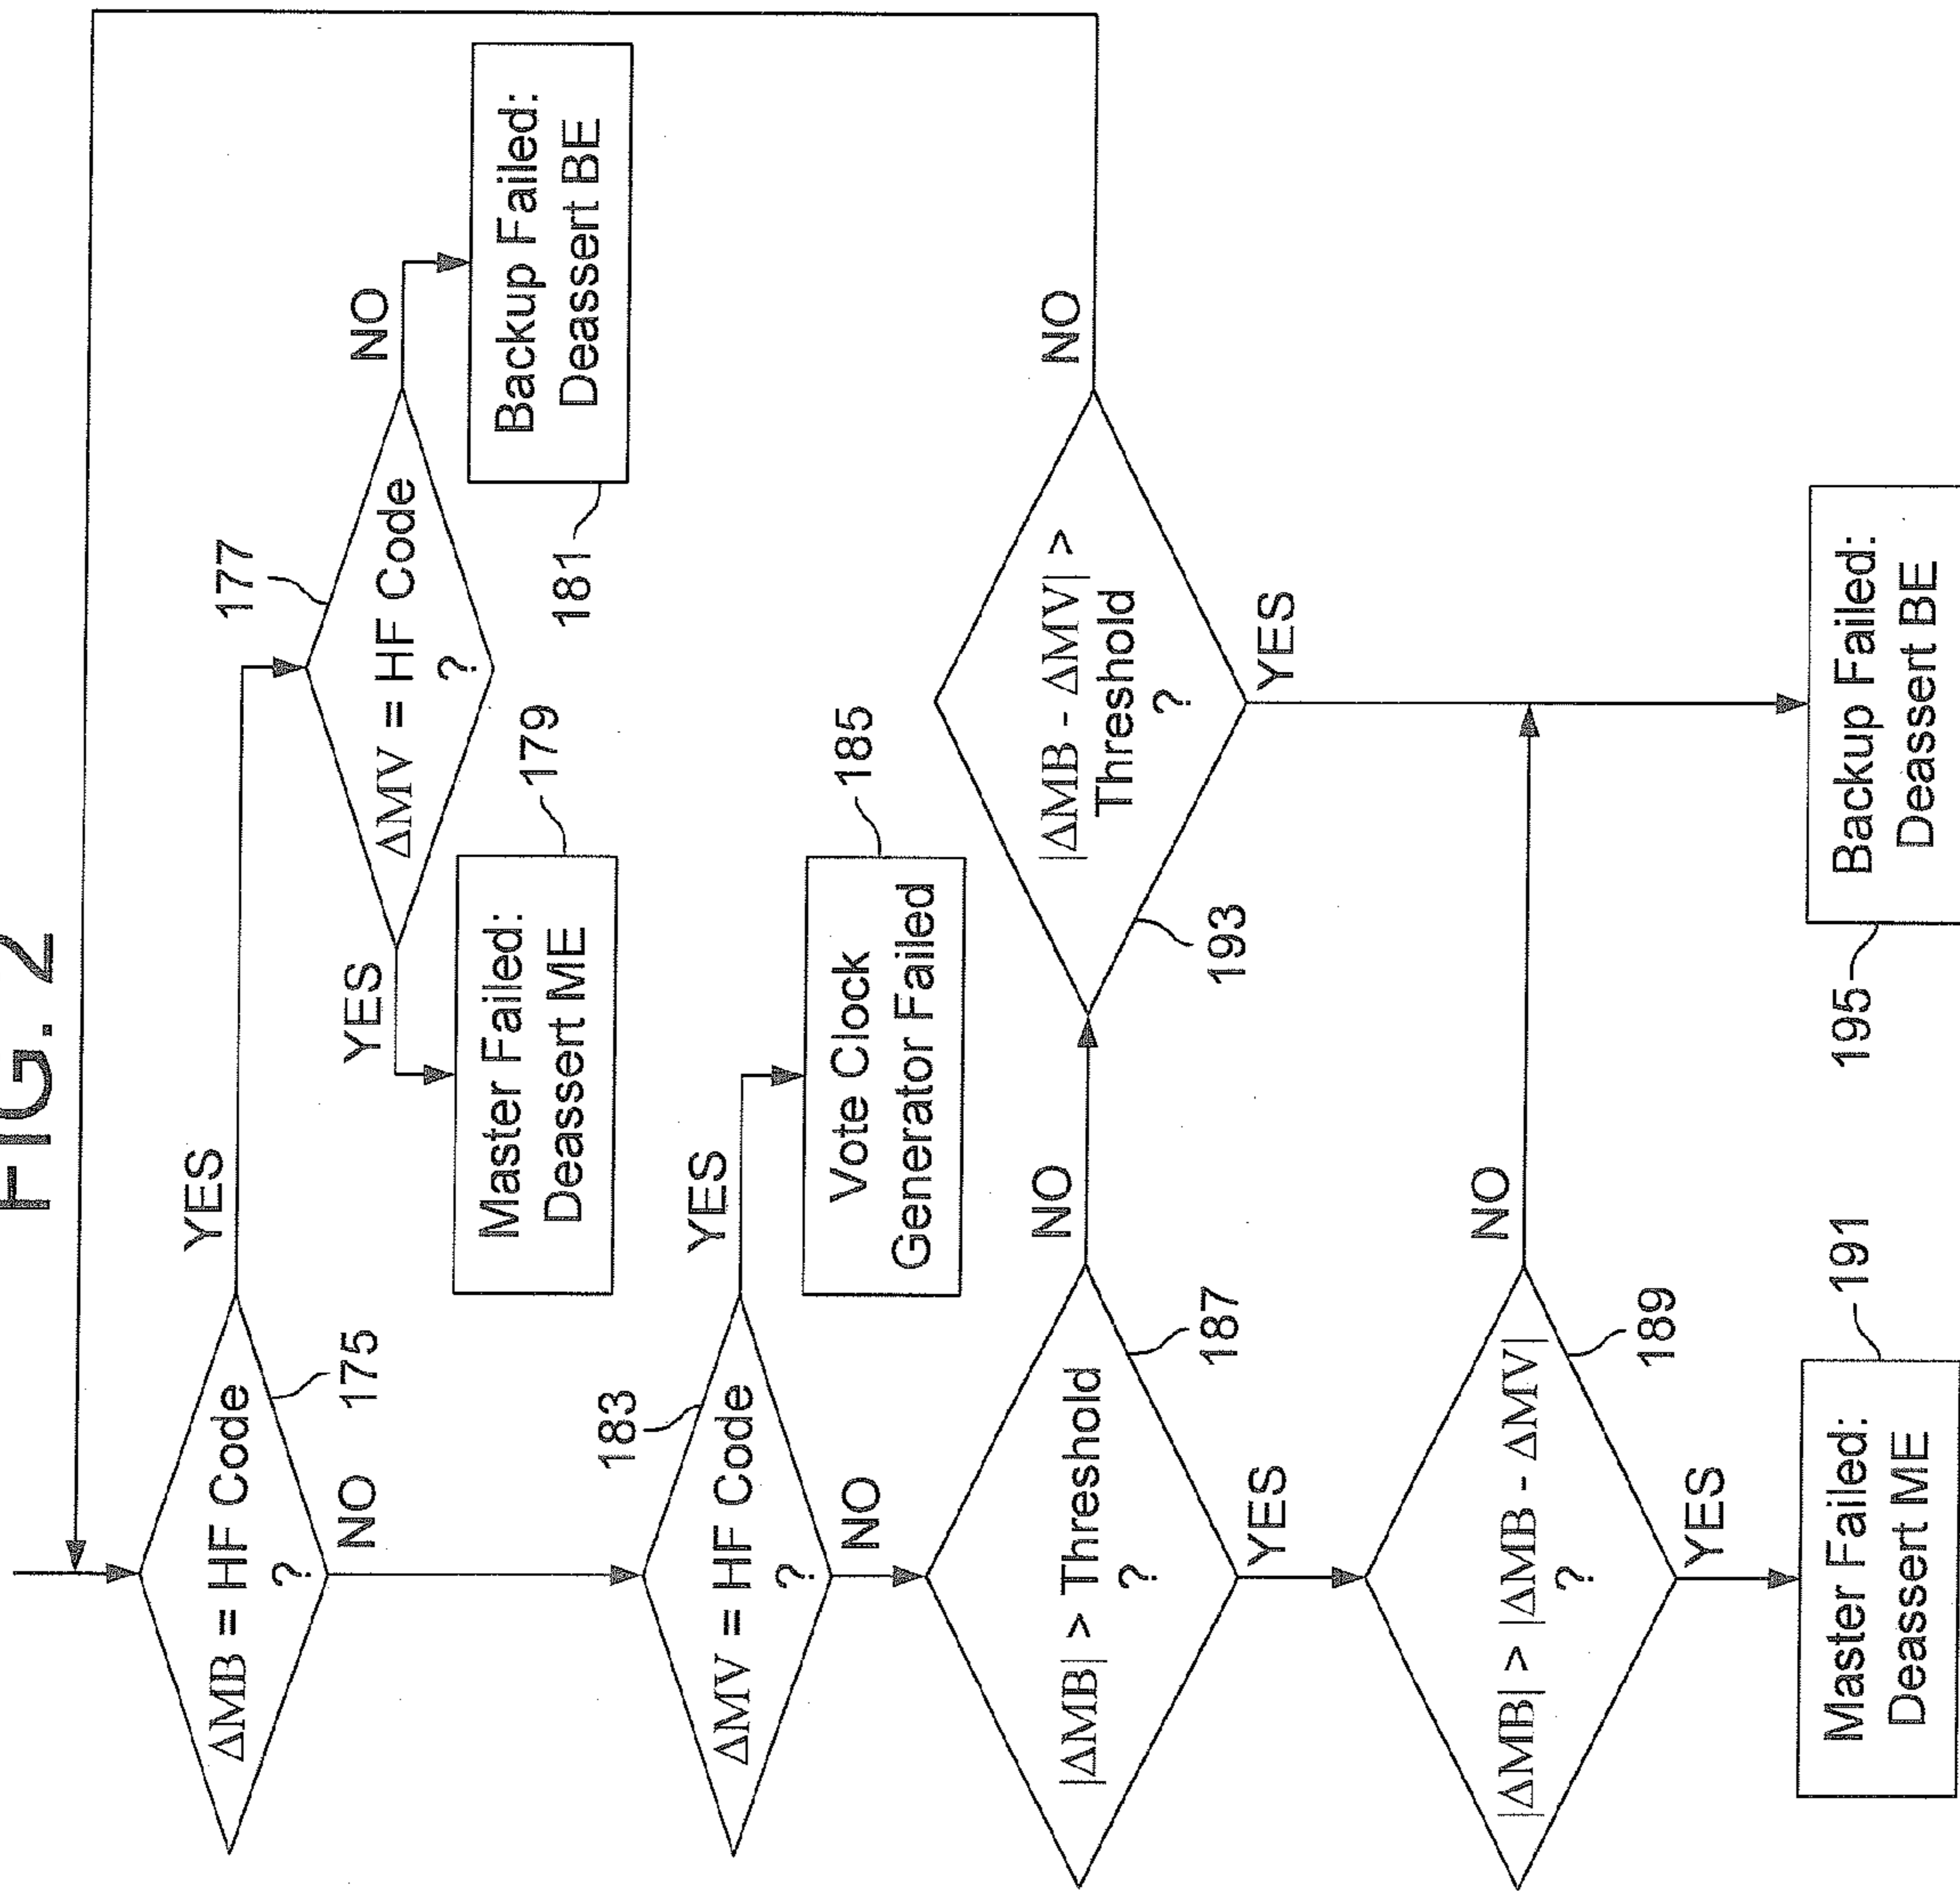 FIG. 2
ΔMB = HF Code
?
175
YES
NO
177
ΔMV = HF Code
?
YES
NO
Master Failed:
Deassert ME
179
Backup Failed:
Deassert BE
181
183
ΔMV = HF Code
?
YES
NO
Vote Clock
Generator Failed
185
|ΔMB| > Threshold
?
187
NO
YES
|ΔMB - ΔMV| >
Threshold
?
193
NO
YES
|ΔMB| > |ΔMB - ΔMV|
?
189
NO
YES
Master Failed:
Deassert ME
191
Backup Failed:
Deassert BE
195